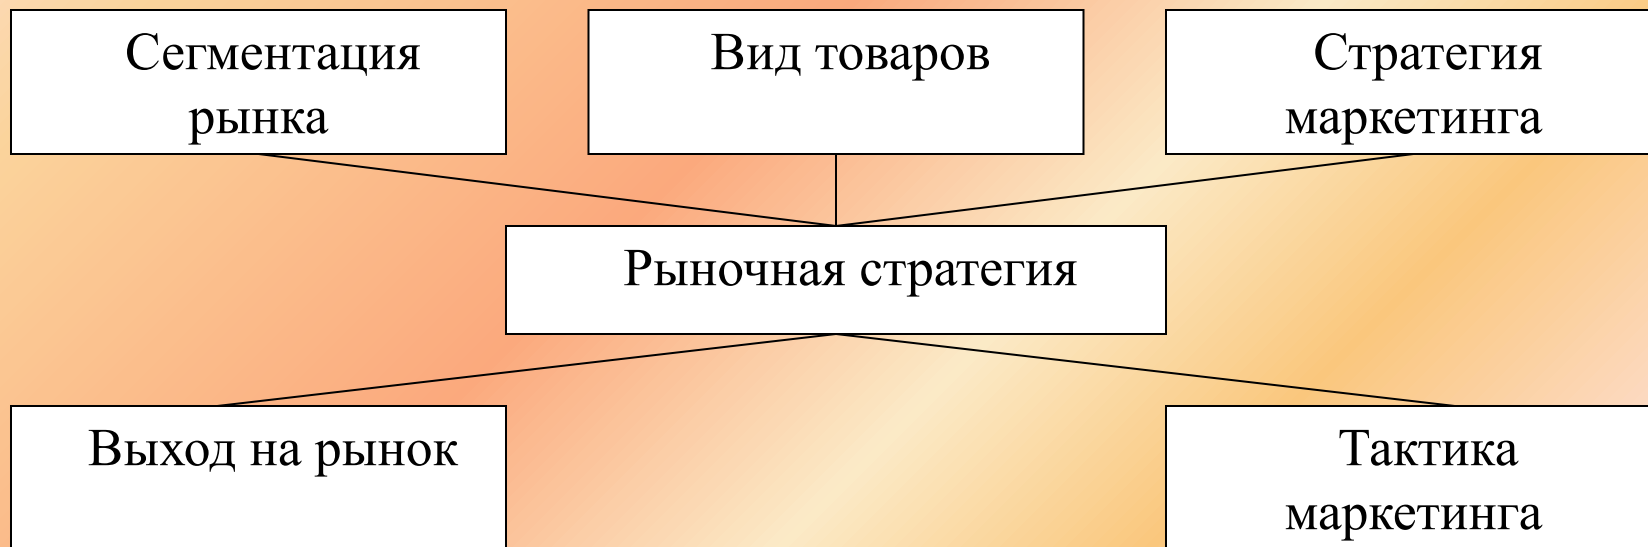 Сегментация
рынка
Вид товаров
Стратегия
маркетинга
Рыночная стратегия
Выход на рынок
Тактика
маркетинга